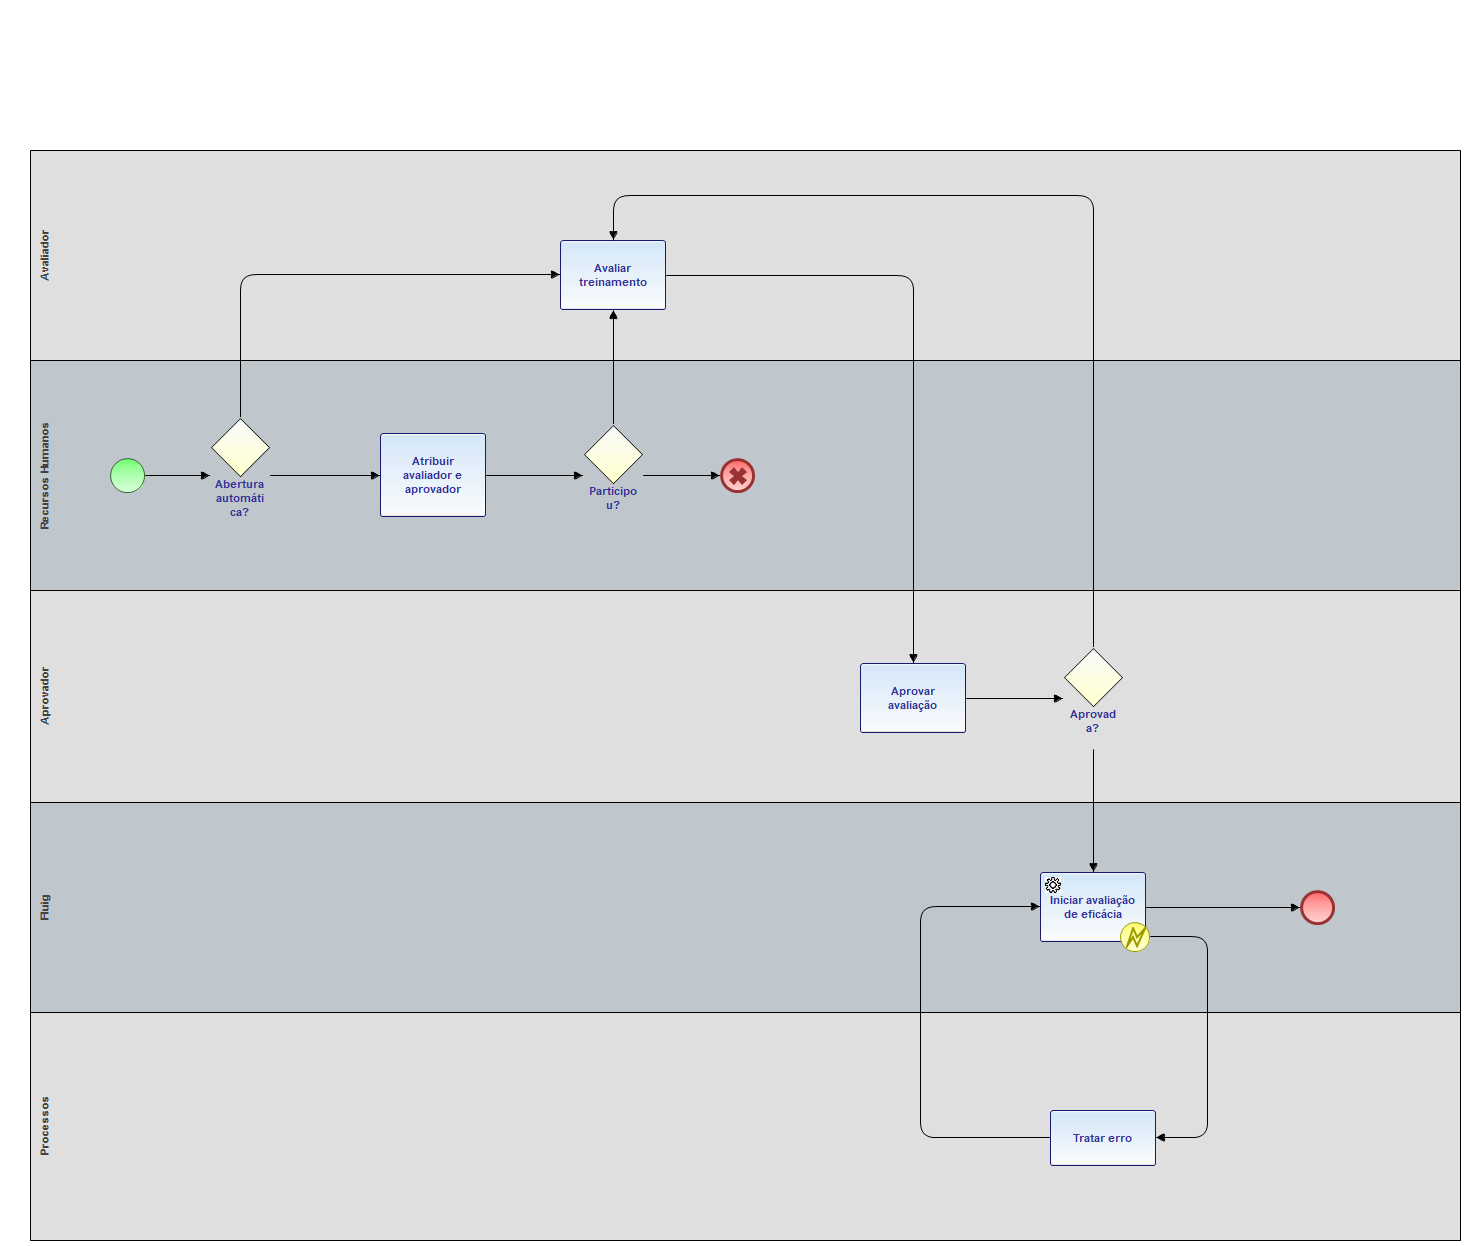 Avaliador
Avaliar
treinamento
Recursos Humanos
Abertura
automáti
ca?
Atribuir
avaliador e
aprovador
Participo
u?
Aprovador
Aprovar
avaliação
Aprovad
a?
Fluig
Iniciar avaliação
de eficácia
Processos
Tratar erro